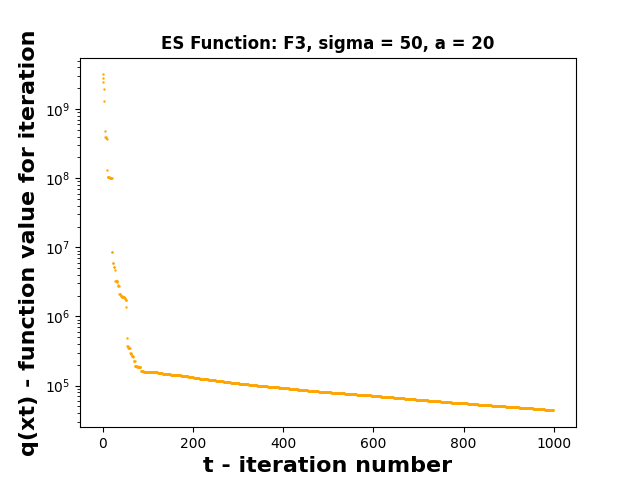 ES Function: F3, sigma = 50, a = 20
q(xt) - function value for iteration
10⁹
10⁸
10⁷
10⁶
10⁵
0 200 400 600 800 1000
t - iteration number